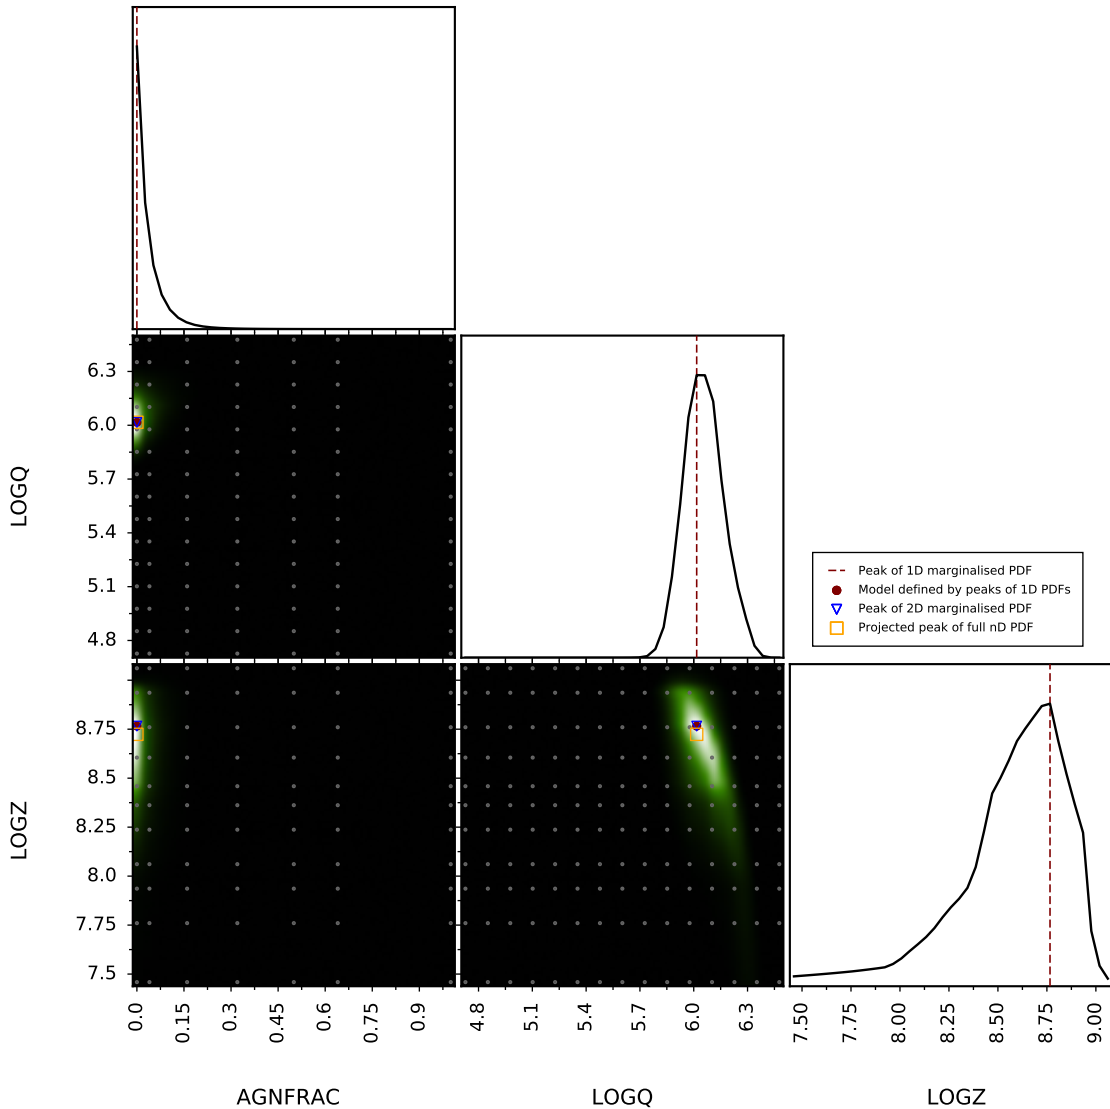 6.3
6.0
5.7
5.4
5.1
4.8
LOGQ
Peak of 1D marginalised PDF
Model defined by peaks of 1D PDFs
Peak of 2D marginalised PDF
Projected peak of full nD PDF
8.75
8.5
8.25
8.0
7.75
7.5
LOGZ
0.0 0.15 0.3 0.45 0.6 0.75 0.9
4.8 5.1 5.4 5.7 6.0 6.3
7.50 7.75 8.00 8.25 8.50 8.75 9.00
AGNFRAC LOGQ LOGZ